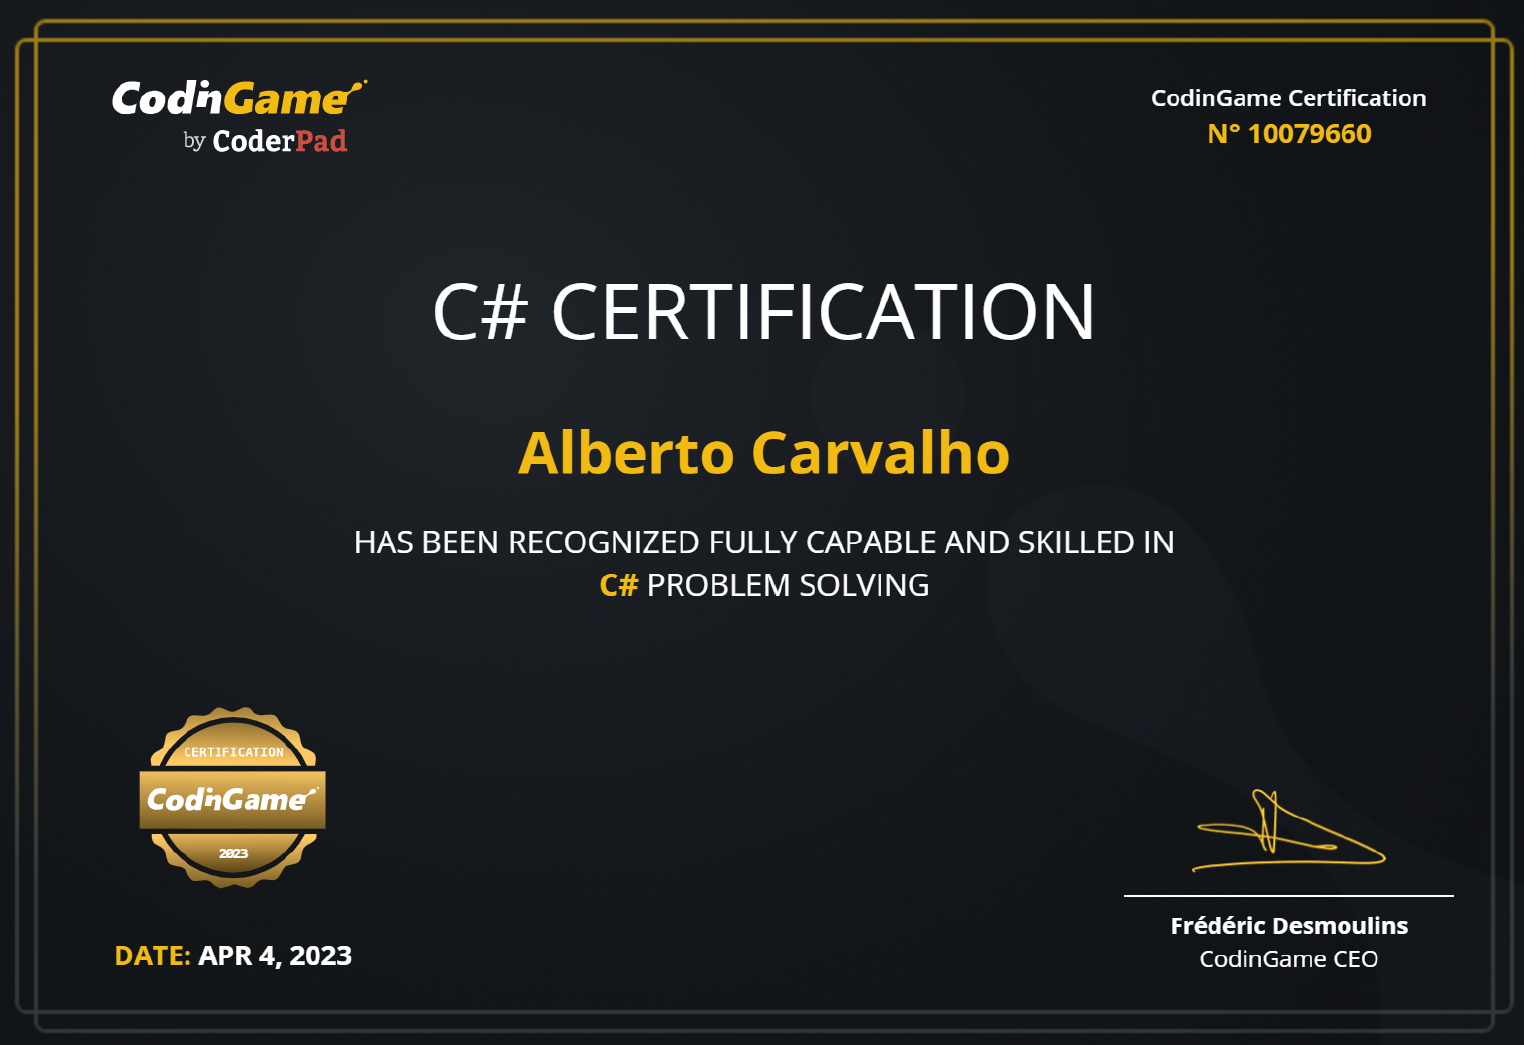 CodinGame
by CoderPad
CodinGame Certification
N° 10079660
C# CERTIFICATION
Alberto Carvalho
HAS BEEN RECOGNIZED FULLY CAPABLE AND SKILLED IN
C# PROBLEM SOLVING
CERTIFICATION
CodinGame
2023
DATE: APR 4, 2023
Frédéric Desmoulins
CodinGame CEO